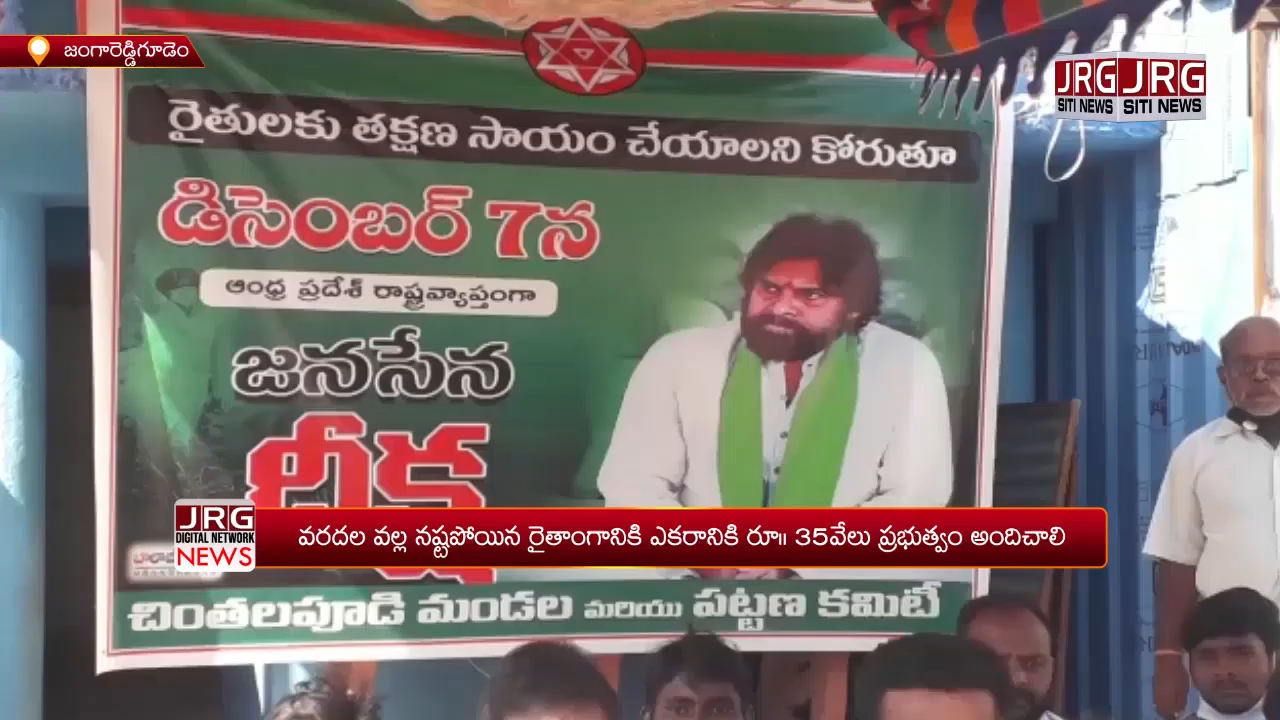 జంగారెడ్డిగూడెం
JRG JRG
SITI NEWS SITI NEWS
రైతులకు తక్షణ సాయం చేయాలని కోరుతూ
డిసెంబర్ 7న
ఆంధ్ర ప్రదేశ్ రాష్ట్రవ్యాప్తంగా
జనసేన
దీక్ష
JRG
DIGITAL NETWORK
NEWS
వరదల వల్ల నష్టపోయిన రైతాంగానికి ఎకరానికి రూ॥ 35వేలు ప్రభుత్వం అందిచాలి
చింతలపూడి మండల మరియు పట్టణ కమిటీ